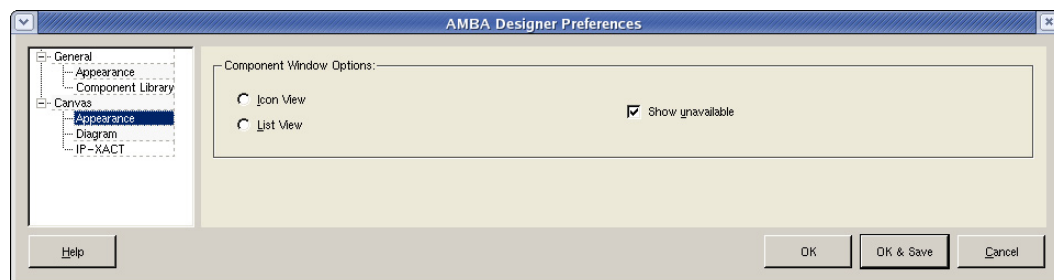 AMBA Designer Preferences
General
Appearance
Component Library
Canvas
Appearance
Diagram
IP-XACT
Component Window Options:
Icon View
List View
Show unavailable
Help
OK
OK & Save
Cancel